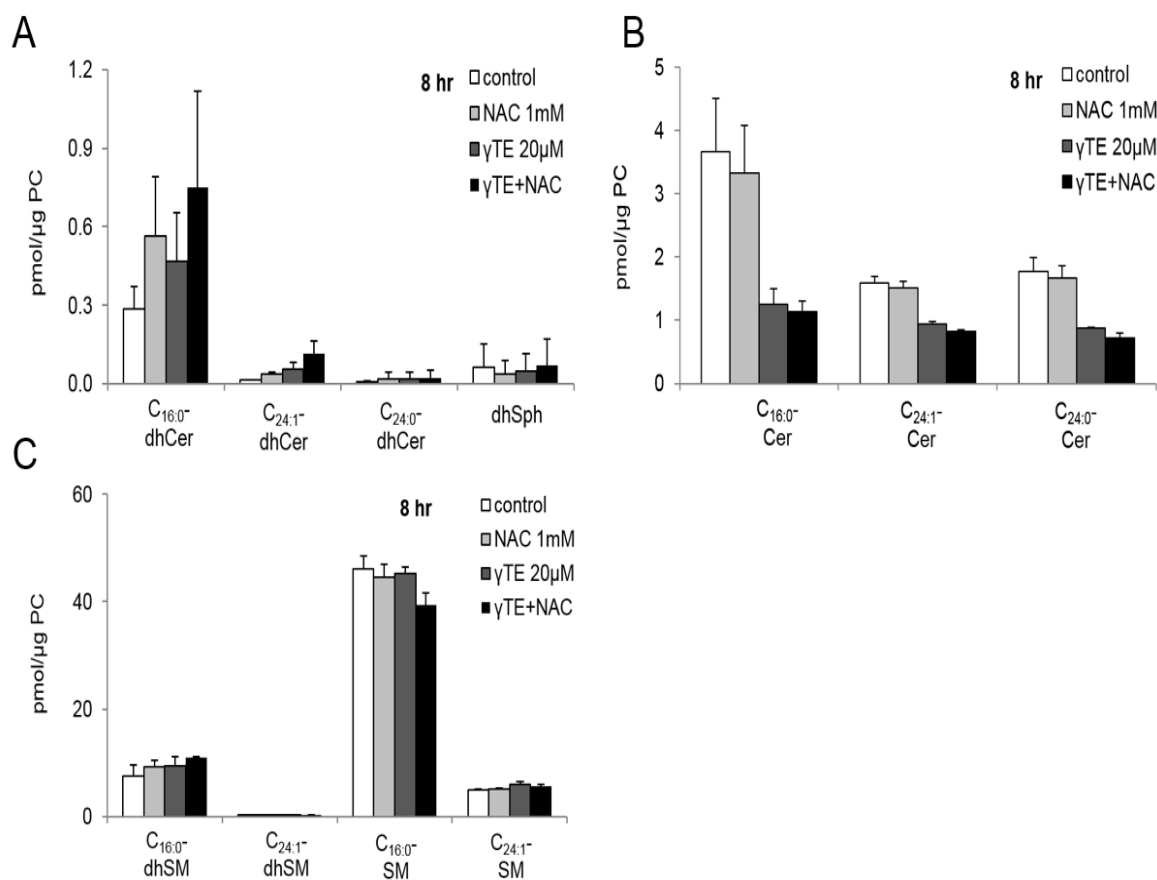 A
pmol/µg PC
1.2
0.9
0.6
0.3
0.0
8 hr
control
NAC 1mM
γTE 20µM
γTE+NAC
C16:0-
dhCer
C24:1-
dhCer
C24:0-
dhCer
dhSph
B
pmol/µg PC
5
4
3
2
1
0
8 hr
control
NAC 1mM
γTE 20µM
γTE+NAC
C16:0-
Cer
C24:1-
Cer
C24:0-
Cer
C
pmol/µg PC
60
40
20
0
8 hr
control
NAC 1mM
γTE 20µM
γTE+NAC
C16:0-
dhSM
C24:1-
dhSM
C16:0-
SM
C24:1-
SM